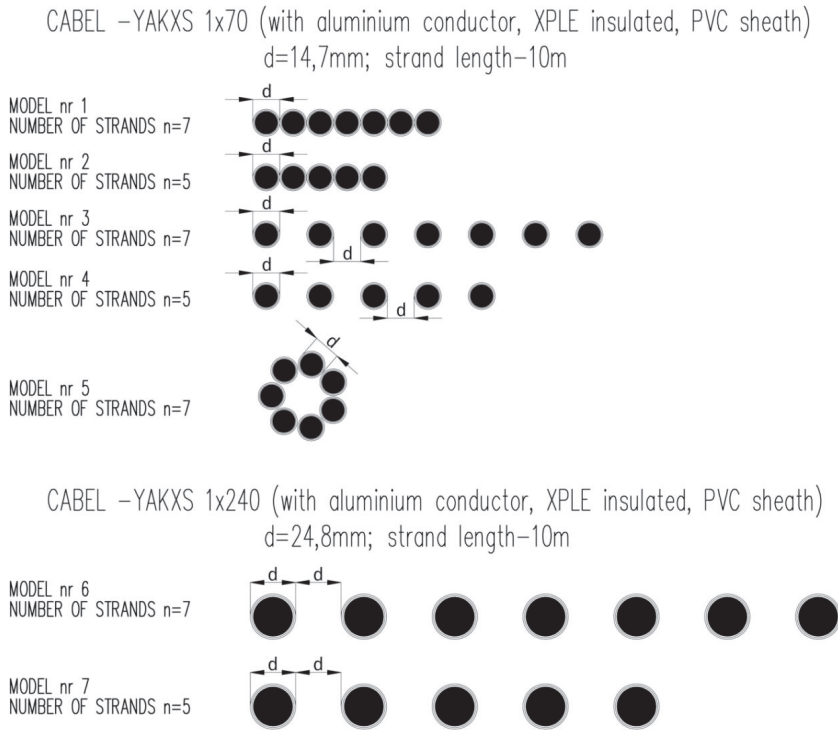 CABEL -YAKXS 1x70 (with aluminium conductor, XPLE insulated, PVC sheath)
d=14,7mm; strand length-10m
d
MODEL nr 1
NUMBER OF STRANDS n=7
d
MODEL nr 2
NUMBER OF STRANDS n=5
d
MODEL nr 3
NUMBER OF STRANDS n=7
d
d
MODEL nr 4
NUMBER OF STRANDS n=5
d
d
MODEL nr 5
NUMBER OF STRANDS n=7
CABEL -YAKXS 1x240 (with aluminium conductor, XPLE insulated, PVC sheath)
d=24,8mm; strand length-10m
d d
MODEL nr 6
NUMBER OF STRANDS n=7
d d
MODEL nr 7
NUMBER OF STRANDS n=5